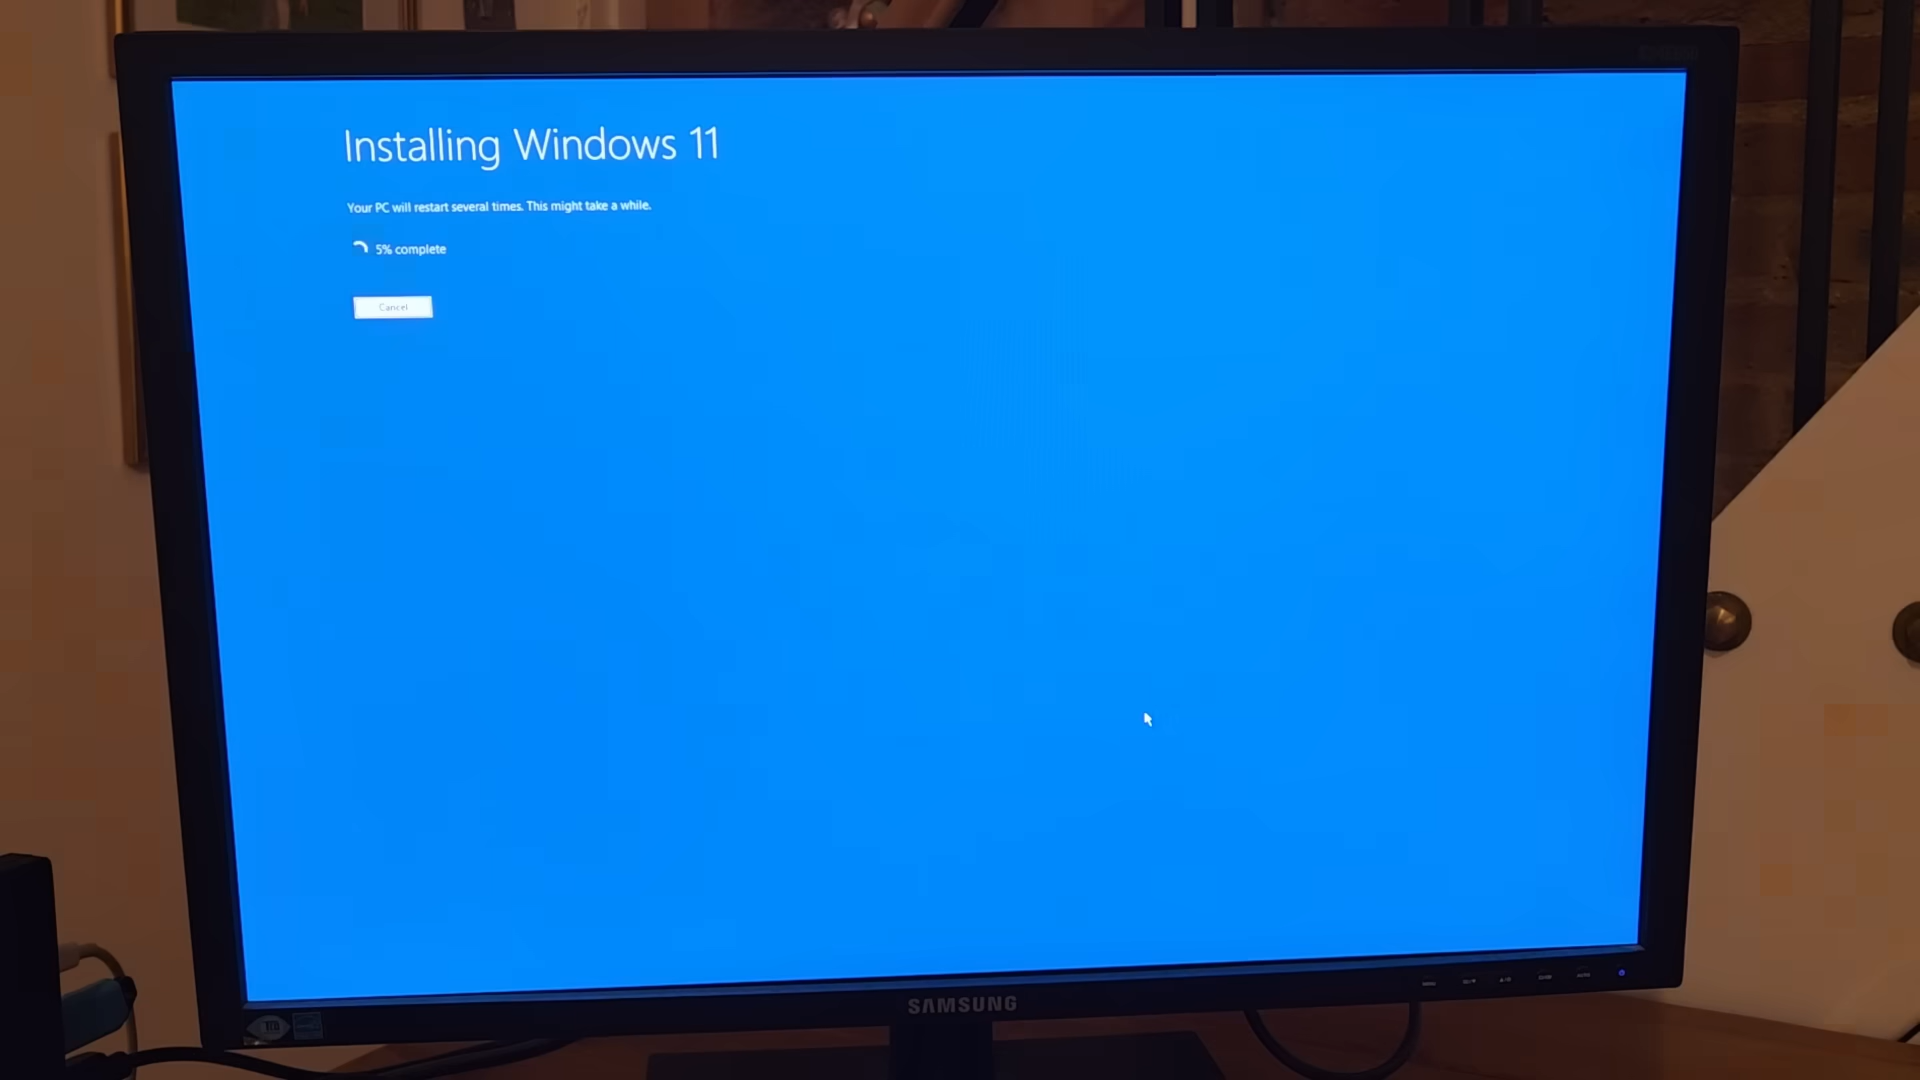 Installing Windows 11
Your PC will restart several times. This might take a while.
5% complete
Cancel
SAMSUNG